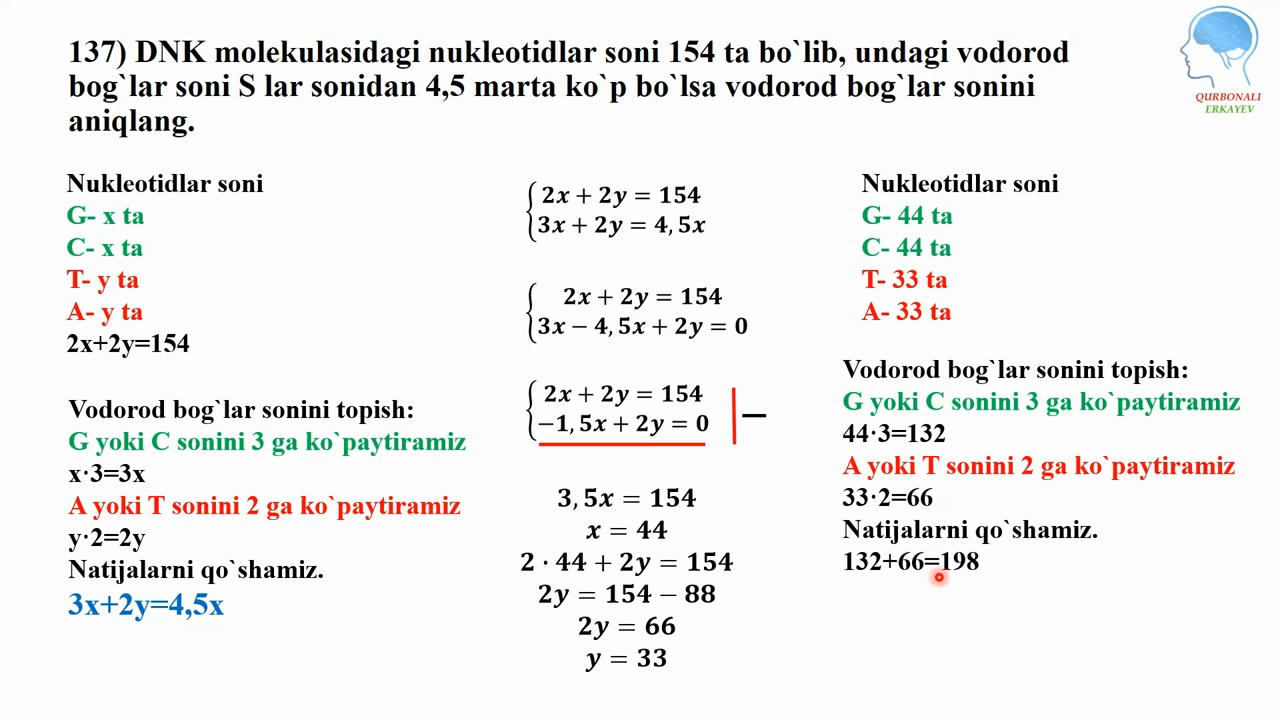 137) DNK molekulasidagi nukleotidlar soni 154 ta bo`lib, undagi vodorod
bog`lar soni S lar sonidan 4,5 marta ko`p bo`lsa vodorod bog`lar sonini
aniqlang.
QURBONALI
ERKAYEV
Nukleotidlar soni
G- x ta
C- x ta
T- y ta
A- y ta
2x+2y=154
Vodorod bog`lar sonini topish:
G yoki C sonini 3 ga ko`paytiramiz
x·3=3x
A yoki T sonini 2 ga ko`paytiramiz
y·2=2y
Natijalarni qo`shamiz.
3x+2y=4,5x
2x + 2y = 154
3x + 2y = 4,5x
2x + 2y = 154
3x − 4,5x + 2y = 0
2x + 2y = 154
−1,5x + 2y = 0
−
3,5x = 154
x = 44
2 · 44 + 2y = 154
2y = 154 − 88
2y = 66
y = 33
Nukleotidlar soni
G- 44 ta
C- 44 ta
T- 33 ta
A- 33 ta
Vodorod bog`lar sonini topish:
G yoki C sonini 3 ga ko`paytiramiz
44·3=132
A yoki T sonini 2 ga ko`paytiramiz
33·2=66
Natijalarni qo`shamiz.
132+66=198